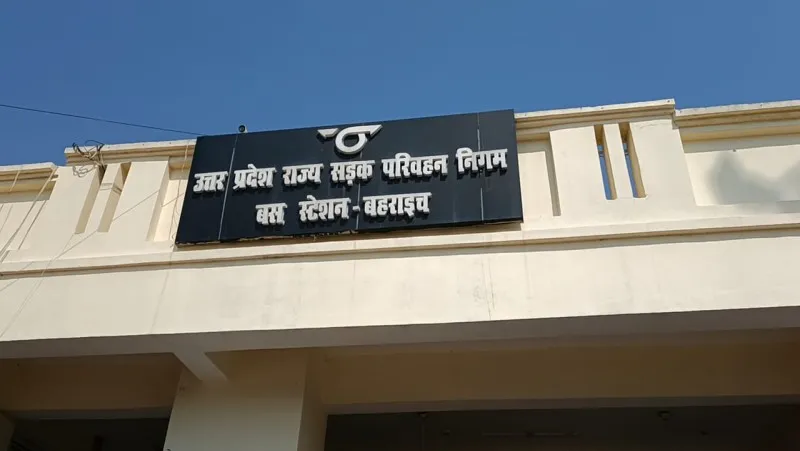 उत्तर प्रदेश राज्य सड़क परिवहन निगम
बस स्टेशन - बहराइच